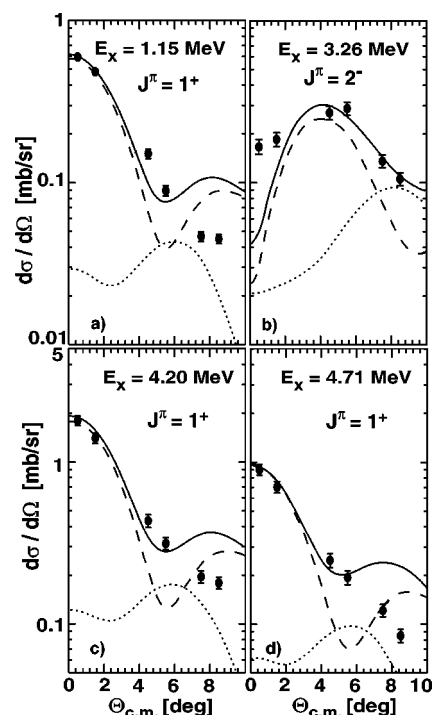 1
0.1
0.01
dσ / dΩ [mb/sr]
E_x = 1.15 MeV
J^π = 1⁺
a)
E_x = 3.26 MeV
J^π = 2⁻
b)
5
1
0.1
dσ / dΩ [mb/sr]
E_x = 4.20 MeV
J^π = 1⁺
c)
E_x = 4.71 MeV
J^π = 1⁺
d)
0 2 4 6 8 0 2 4 6 8 10
Θ_c.m. [deg] Θ_c.m. [deg]